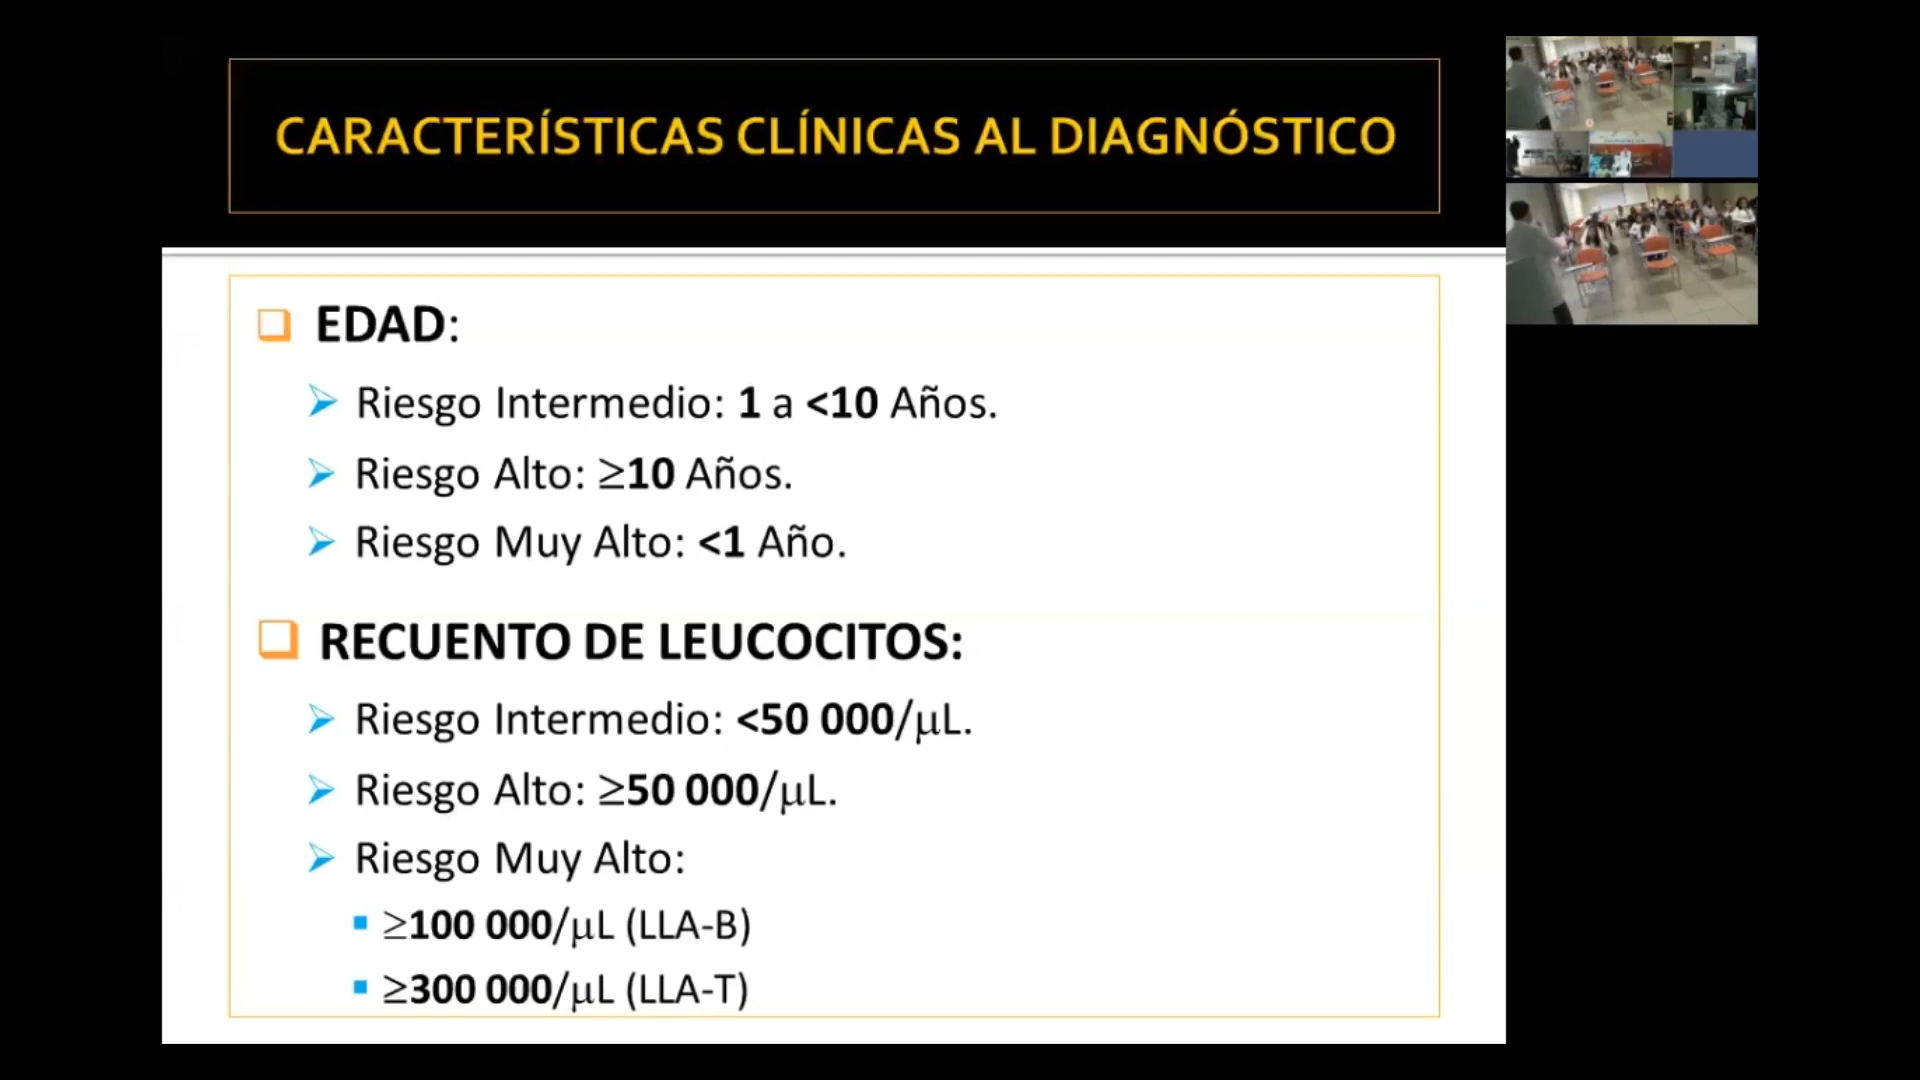 CARACTERÍSTICAS CLÍNICAS AL DIAGNÓSTICO
EDAD:
Riesgo Intermedio: 1 a <10 Años.
Riesgo Alto: ≥10 Años.
Riesgo Muy Alto: <1 Año.
RECUENTO DE LEUCOCITOS:
Riesgo Intermedio: <50 000/µL.
Riesgo Alto: ≥50 000/µL.
Riesgo Muy Alto:
≥100 000/µL (LLA-B)
≥300 000/µL (LLA-T)